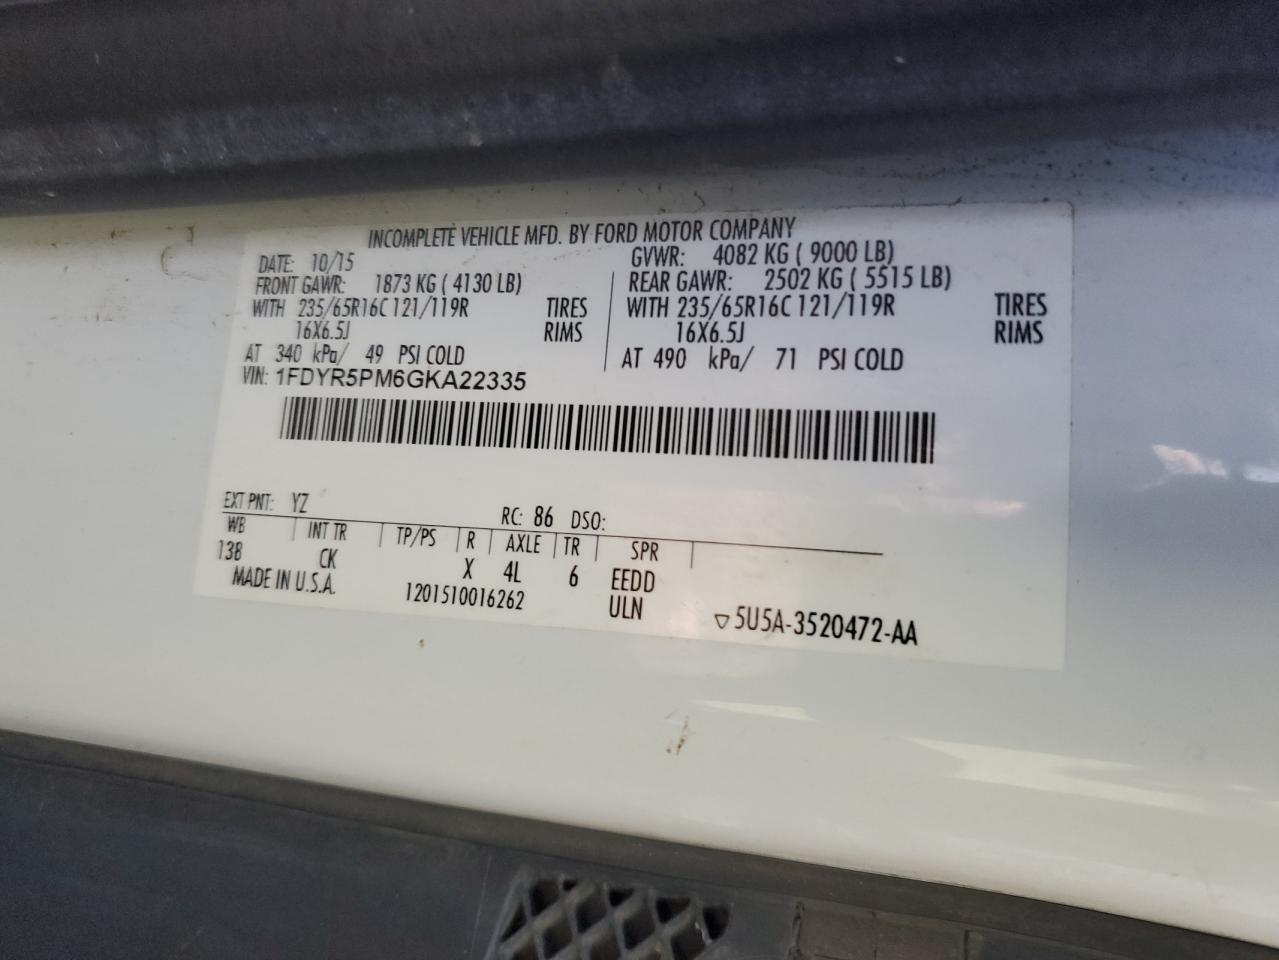 INCOMPLETE VEHICLE MFD. BY FORD MOTOR COMPANY
DATE: 10/15 GVWR: 4082 KG ( 9000 LB)
FRONT GAWR: 1873 KG ( 4130 LB) REAR GAWR: 2502 KG ( 5515 LB)
WITH 235/65R16C 121/119R TIRES WITH 235/65R16C 121/119R TIRES
16X6.5J RIMS 16X6.5J RIMS
AT 340 kPa/ 49 PSI COLD AT 490 kPa/ 71 PSI COLD
VIN: 1FDYR5PM6GKA22335
EXT PNT: YZ RC: 86 DSO:
WB INT TR TP/PS R AXLE TR SPR
138 CK X 4L 6 EEDD
MADE IN U.S.A. 1201510016262 ULN ▽5U5A-3520472-AA